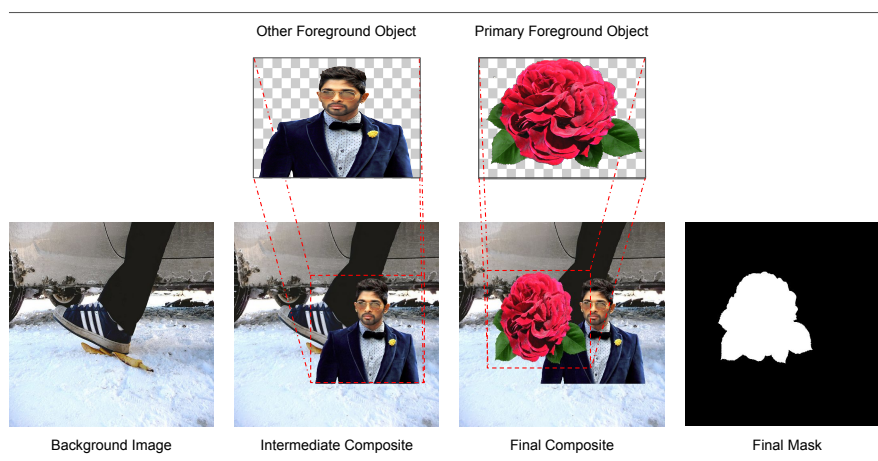 Other Foreground Object
Primary Foreground Object
Background Image
Intermediate Composite
Final Composite
Final Mask